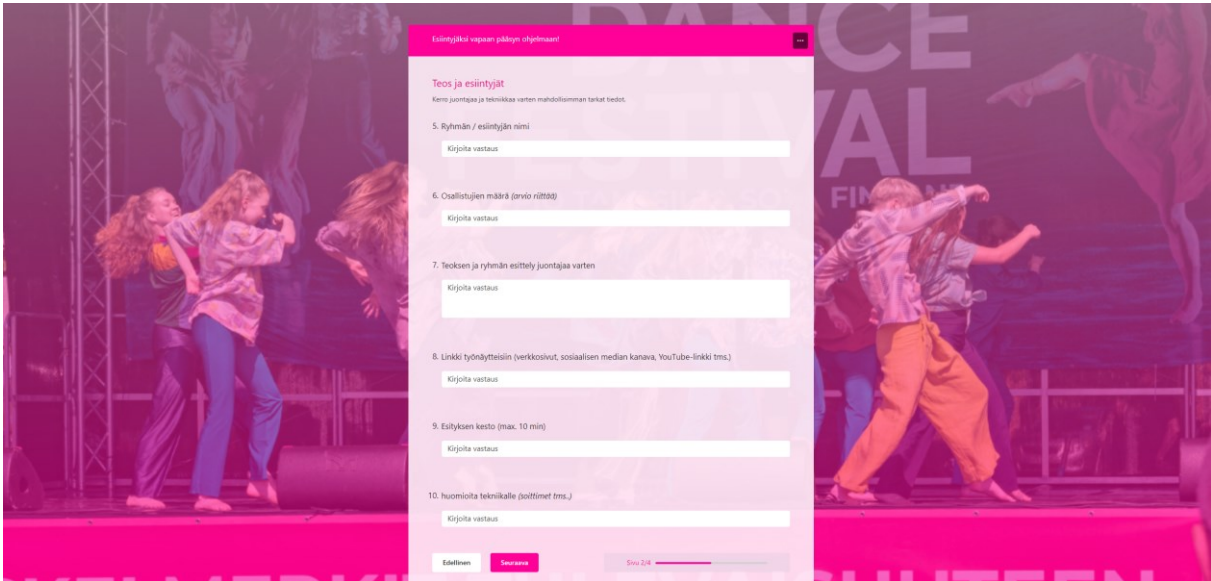 DANCE
FESTIVAL
FINLAND
Esiintyjäksi vapaan pääsyn ohjelmaan!
Teos ja esiintyjät
Kerro juontajaa ja tekniikkaa varten mahdollisimman tarkat tiedot.
5. Ryhmän / esiintyjän nimi
Kirjoita vastaus
6. Osallistujien määrä (arvio riittää)
Kirjoita vastaus
7. Teoksen ja ryhmän esittely juontajaa varten
Kirjoita vastaus
8. Linkki työnäytteisiin (verkkosivut, sosiaalisen median kanava, YouTube-linkki tms.)
Kirjoita vastaus
9. Esityksen kesto (max. 10 min)
Kirjoita vastaus
10. huomioita tekniikalle (soittimet tms..)
Kirjoita vastaus
Edellinen
Seuraava
Sivu 2/4